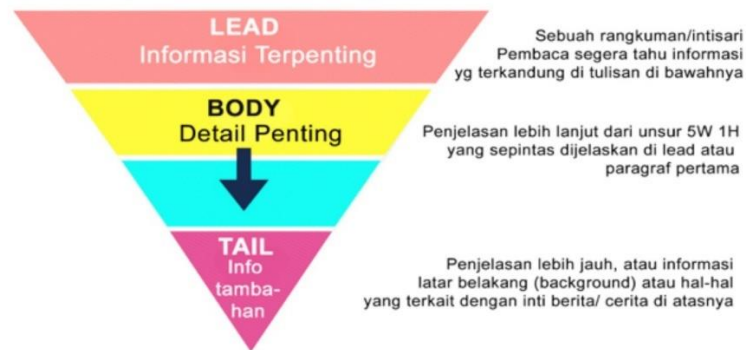 LEAD
Informasi Terpenting
Sebuah rangkuman/intisari
Pembaca segera tahu informasi
yg terkandung di tulisan di bawahnya
BODY
Detail Penting
Penjelasan lebih lanjut dari unsur 5W 1H
yang sepintas dijelaskan di lead atau
paragraf pertama
TAIL
Info
tamba-
han
Penjelasan lebih jauh, atau informasi
latar belakang (background) atau hal-hal
yang terkait dengan inti berita/ cerita di atasnya